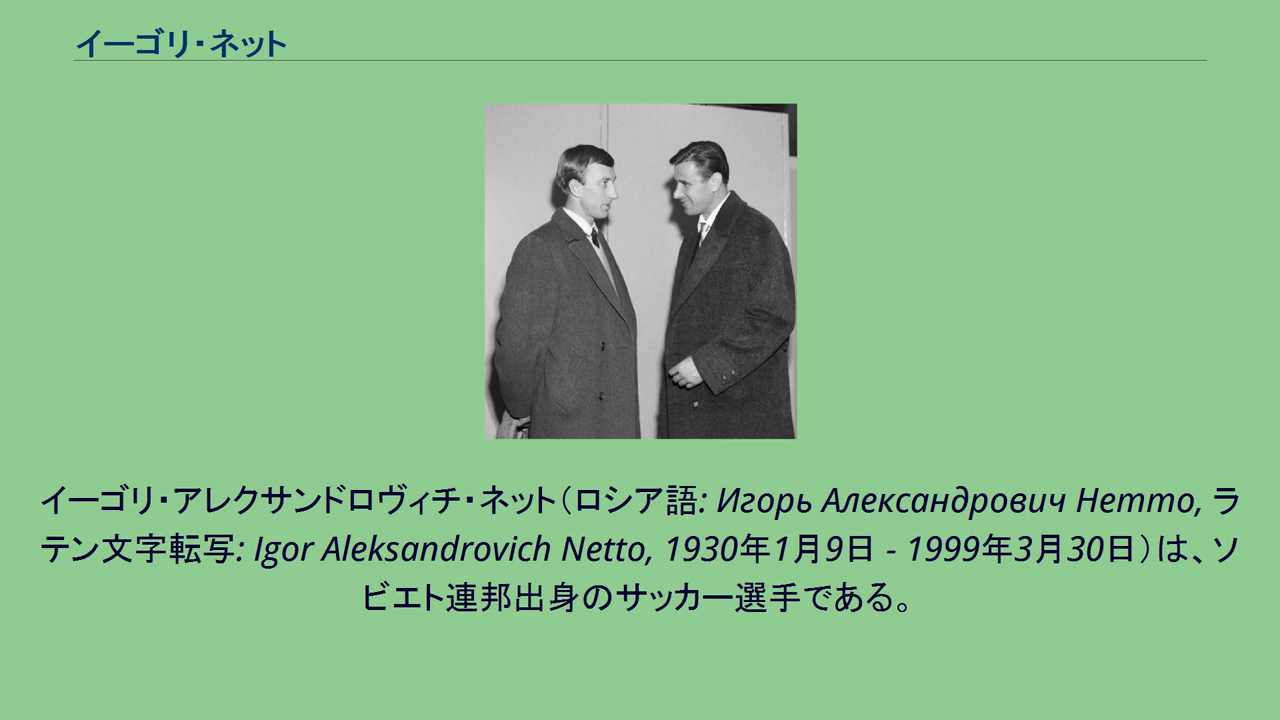 イーゴリ・ネット
イーゴリ・アレクサンドロヴィチ・ネット（ロシア語: Игорь Александрович Нетто, ラ
テン文字転写: Igor Aleksandrovich Netto, 1930年1月9日 - 1999年3月30日）は、ソ
ビエト連邦出身のサッカー選手である。